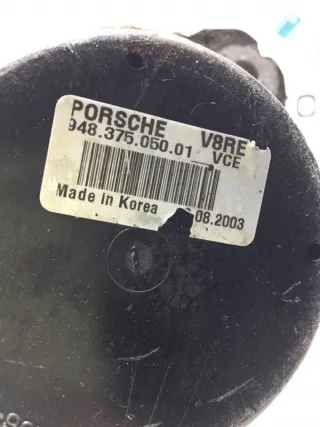 PORSCHE V8RE
948.375.050.01 VCE
Made in Korea .08.2003